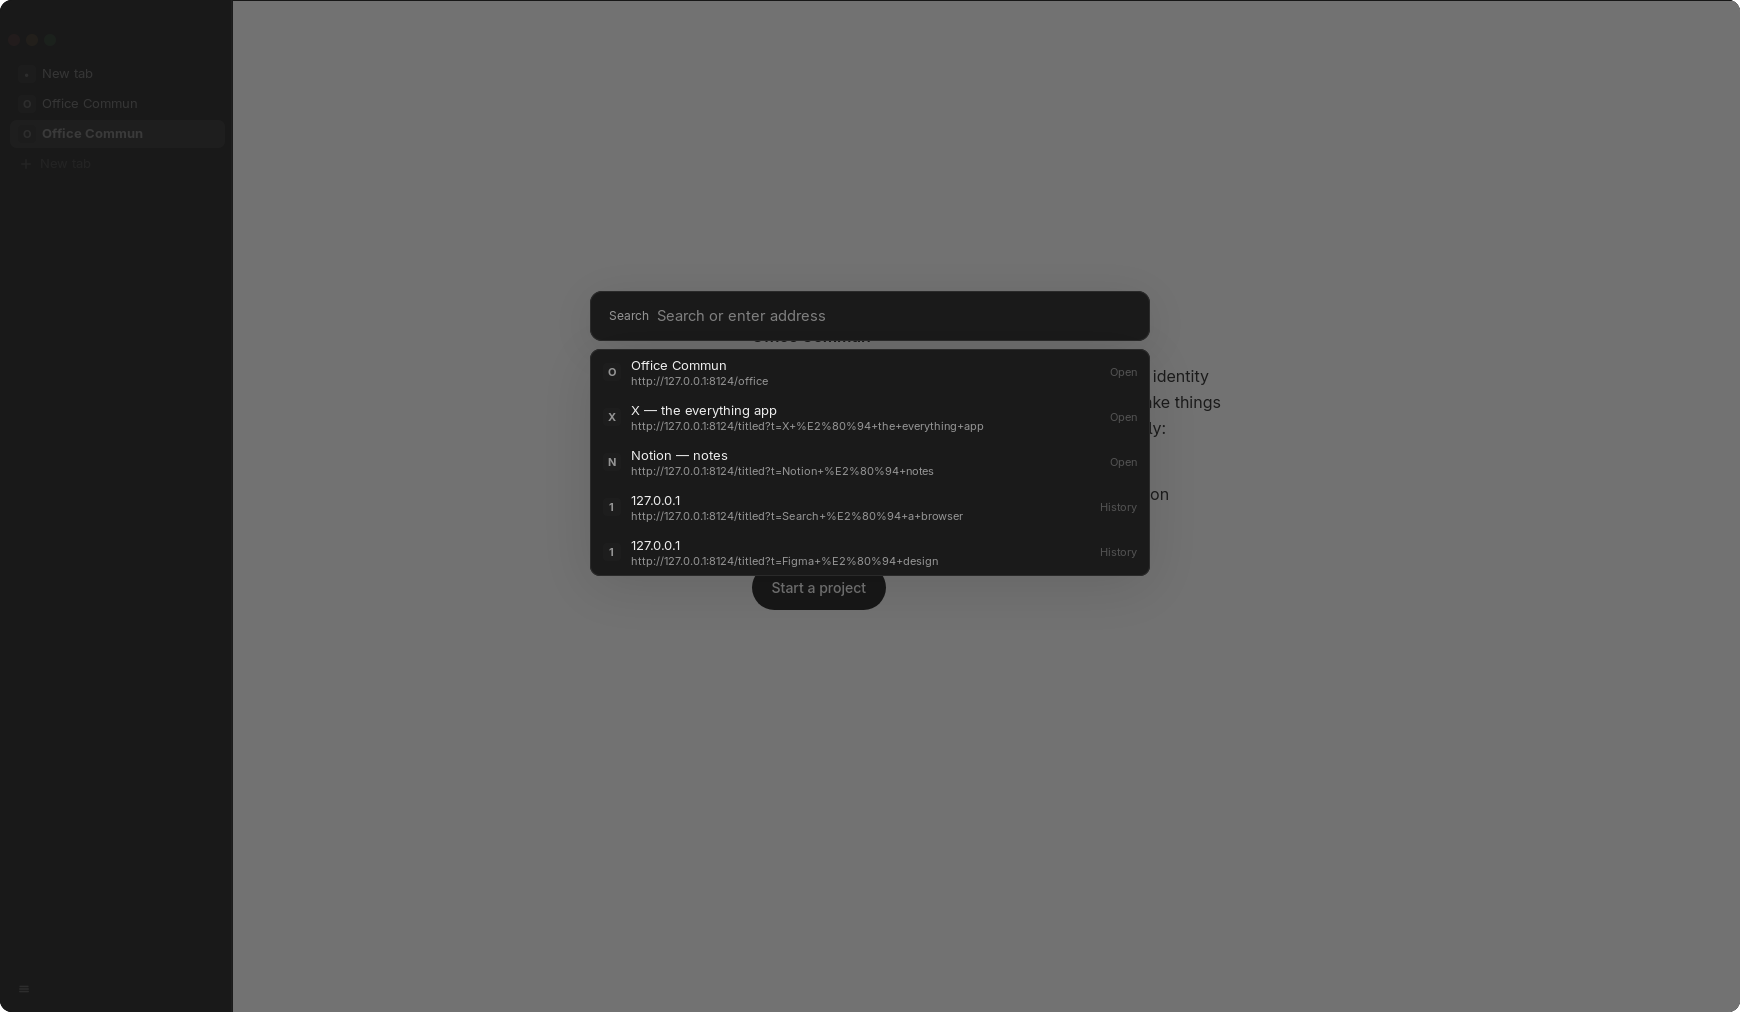 New tab
O Office Commun
O Office Commun
+ New tab
Search Search or enter address
O Office Commun Open
http://127.0.0.1:8124/office
identity
X X — the everything app Open
http://127.0.0.1:8124/titled?t=X+%E2%80%94+the+everything+app
things
N Notion — notes Open
http://127.0.0.1:8124/titled?t=Notion+%E2%80%94+notes
1 127.0.0.1 History
http://127.0.0.1:8124/titled?t=Search+%E2%80%94+a+browser
on
1 127.0.0.1 History
http://127.0.0.1:8124/titled?t=Figma+%E2%80%94+design
Start a project